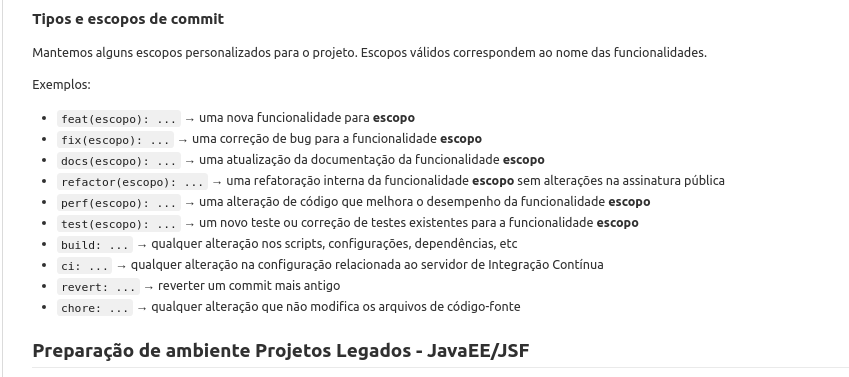 Tipos e escopos de commit
Mantemos alguns escopos personalizados para o projeto. Escopos válidos correspondem ao nome das funcionalidades.
Exemplos:
• feat(escopo): ... → uma nova funcionalidade para escopo
• fix(escopo): ... → uma correção de bug para a funcionalidade escopo
• docs(escopo): ... → uma atualização da documentação da funcionalidade escopo
• refactor(escopo): ... → uma refatoração interna da funcionalidade escopo sem alterações na assinatura pública
• perf(escopo): ... → uma alteração de código que melhora o desempenho da funcionalidade escopo
• test(escopo): ... → um novo teste ou correção de testes existentes para a funcionalidade escopo
• build: ... → qualquer alteração nos scripts, configurações, dependências, etc
• ci: ... → qualquer alteração na configuração relacionada ao servidor de Integração Contínua
• revert: ... → reverter um commit mais antigo
• chore: ... → qualquer alteração que não modifica os arquivos de código-fonte
Preparação de ambiente Projetos Legados - JavaEE/JSF